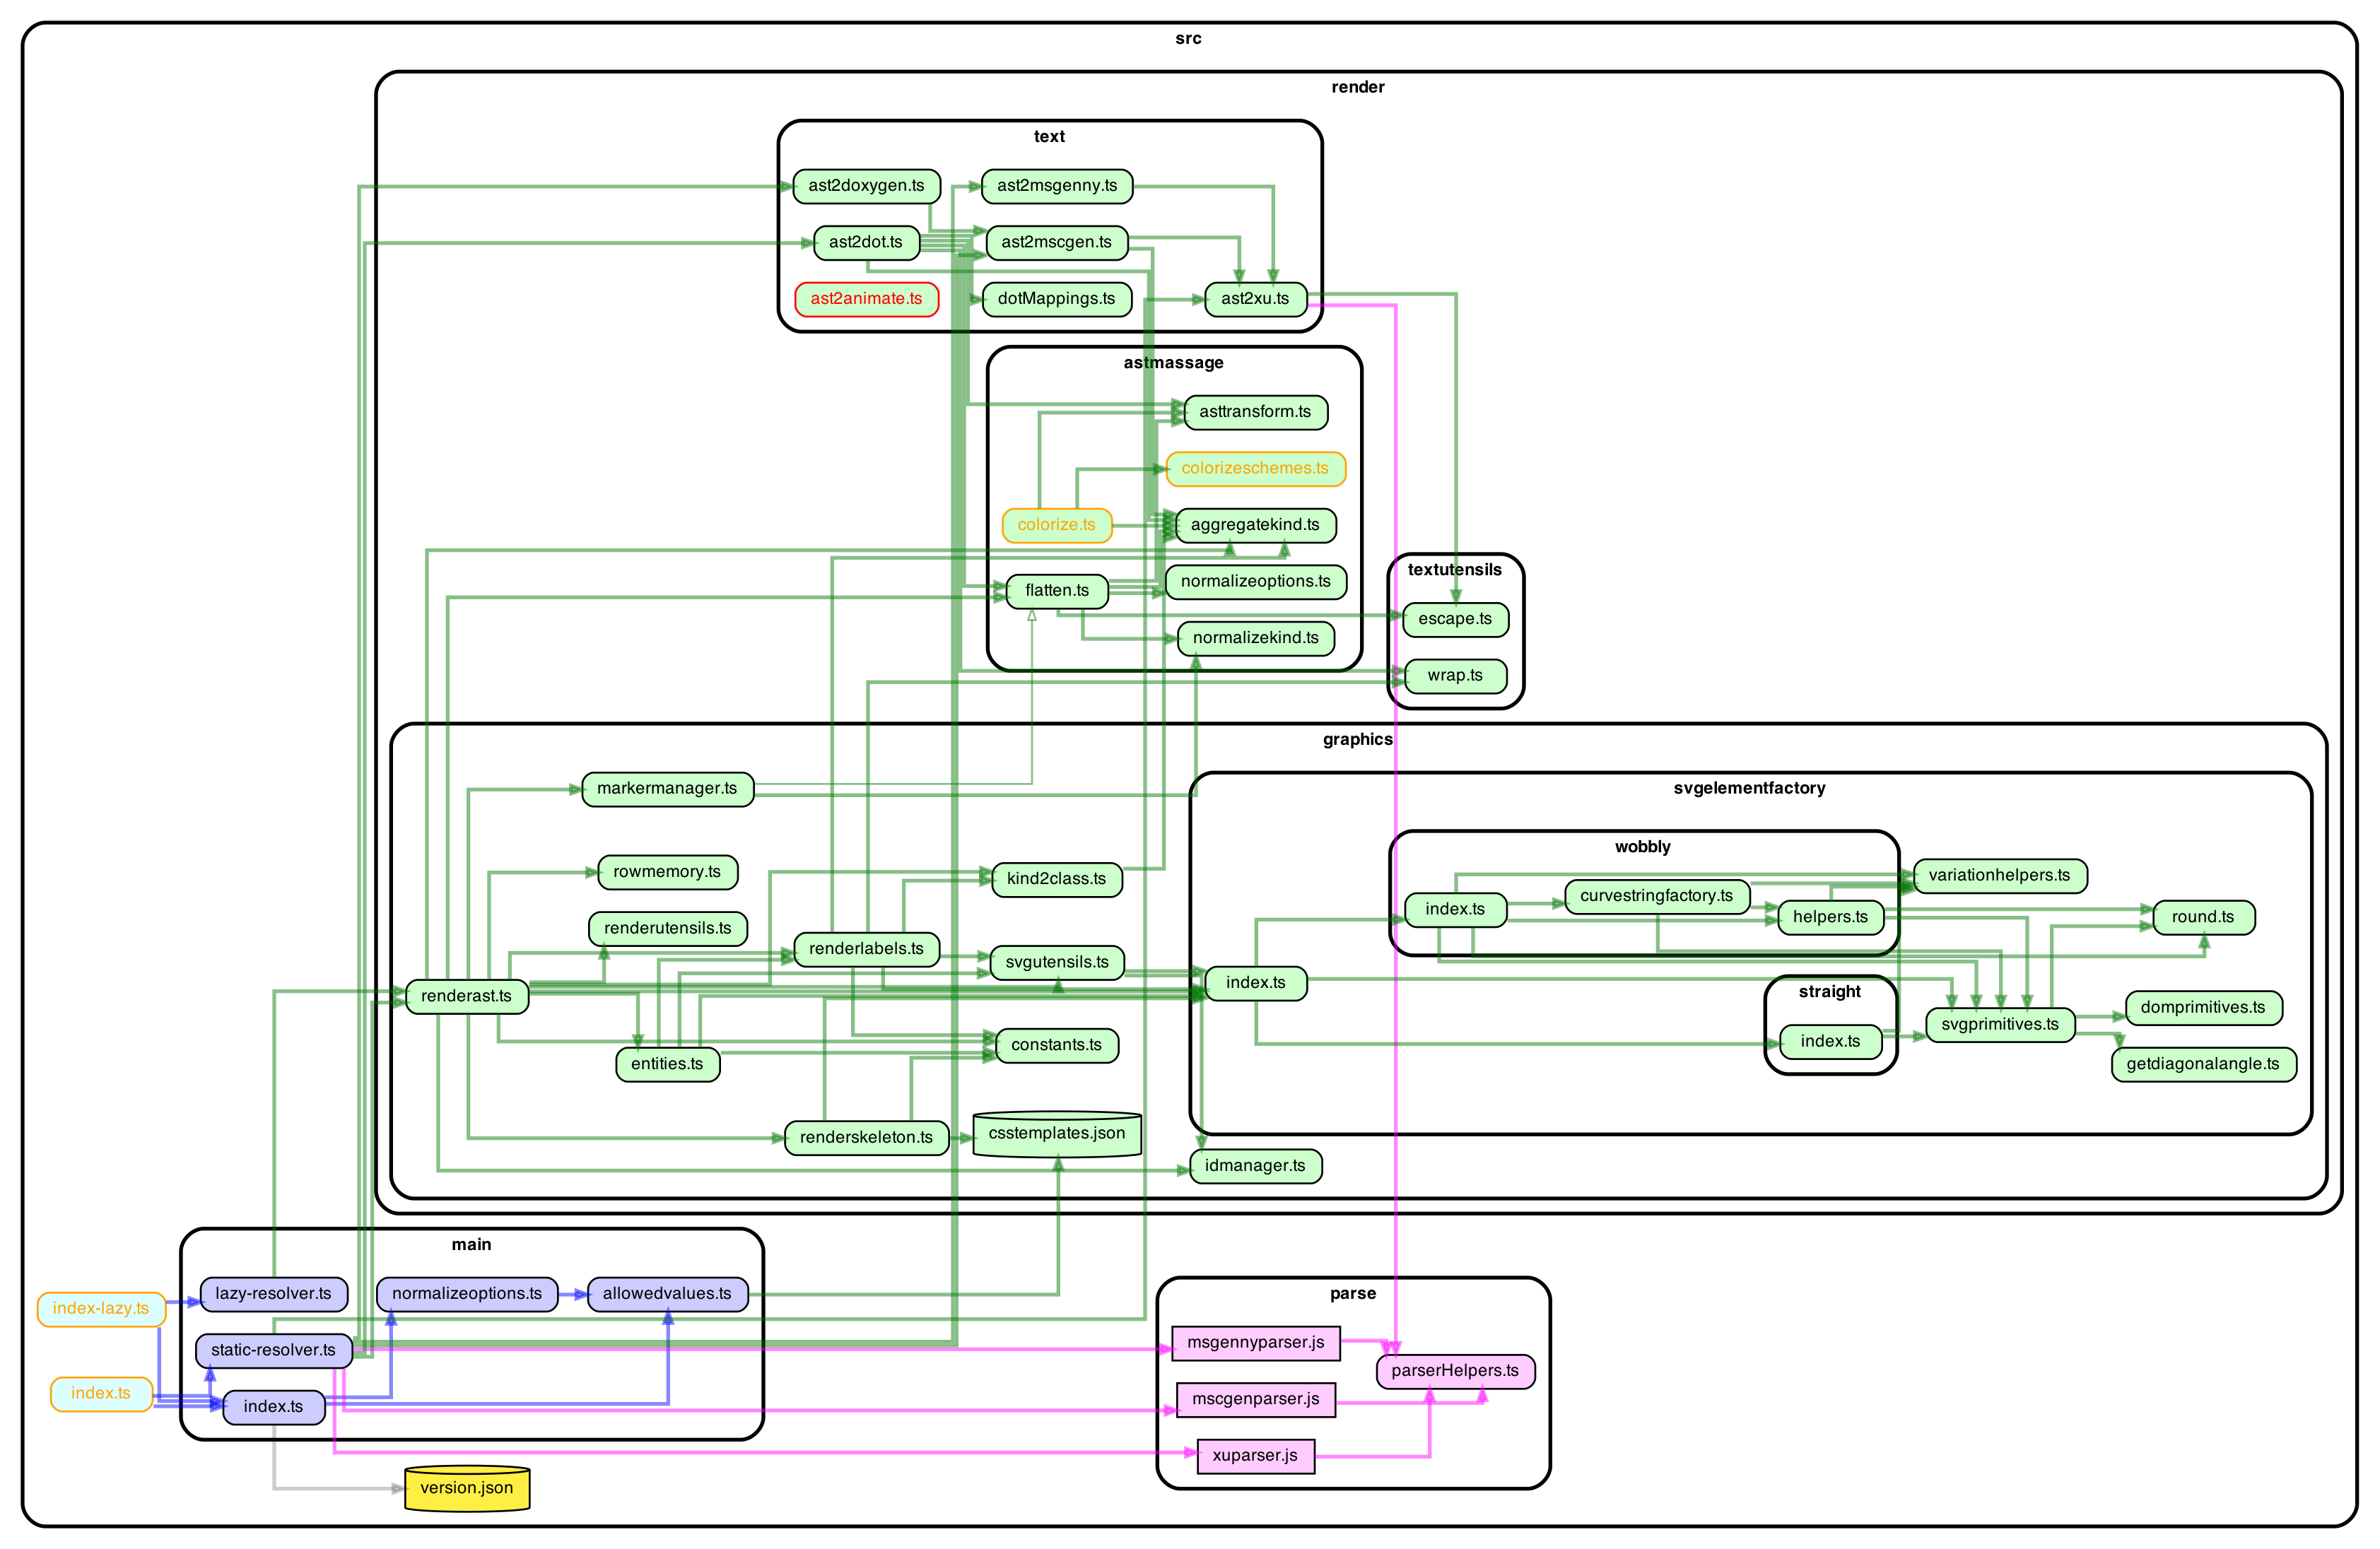 src
render
text
ast2doxygen.ts
ast2msgenny.ts
ast2dot.ts
ast2mscgen.ts
ast2animate.ts
dotMappings.ts
ast2xu.ts
astmassage
asttransform.ts
colorizeschemes.ts
colorize.ts
aggregatekind.ts
flatten.ts
normalizeoptions.ts
normalizekind.ts
textutensils
escape.ts
wrap.ts
graphics
markermanager.ts
rowmemory.ts
renderutensils.ts
renderast.ts
entities.ts
renderlabels.ts
renderskeleton.ts
kind2class.ts
svgutensils.ts
constants.ts
csstemplates.json
idmanager.ts
svgelementfactory
index.ts
wobbly
index.ts
curvestringfactory.ts
helpers.ts
straight
index.ts
variationhelpers.ts
round.ts
svgprimitives.ts
domprimitives.ts
getdiagonalangle.ts
main
lazy-resolver.ts
normalizeoptions.ts
allowedvalues.ts
static-resolver.ts
index.ts
index-lazy.ts
index.ts
version.json
parse
msgennyparser.js
parserHelpers.ts
mscgenparser.js
xuparser.js